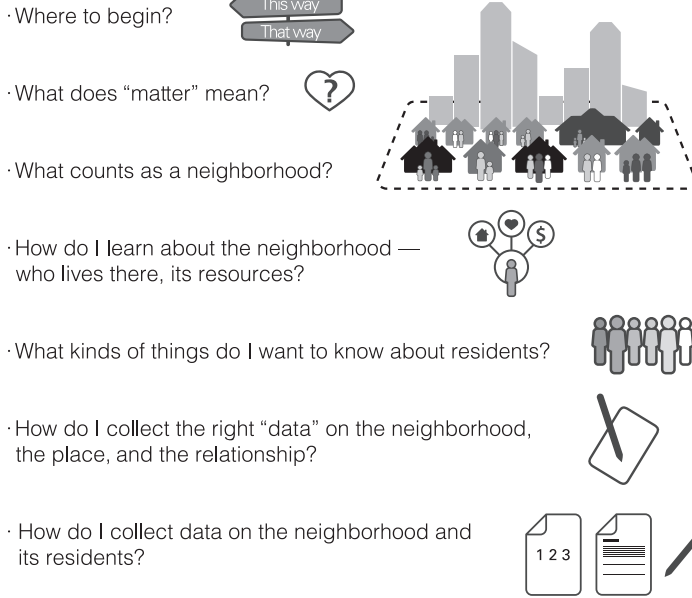 · Where to begin?
This way
That way
· What does “matter” mean?
?
· What counts as a neighborhood?
· How do I learn about the neighborhood —
who lives there, its resources?
$
· What kinds of things do I want to know about residents?
· How do I collect the right “data” on the neighborhood,
the place, and the relationship?
· How do I collect data on the neighborhood and
its residents?
1 2 3